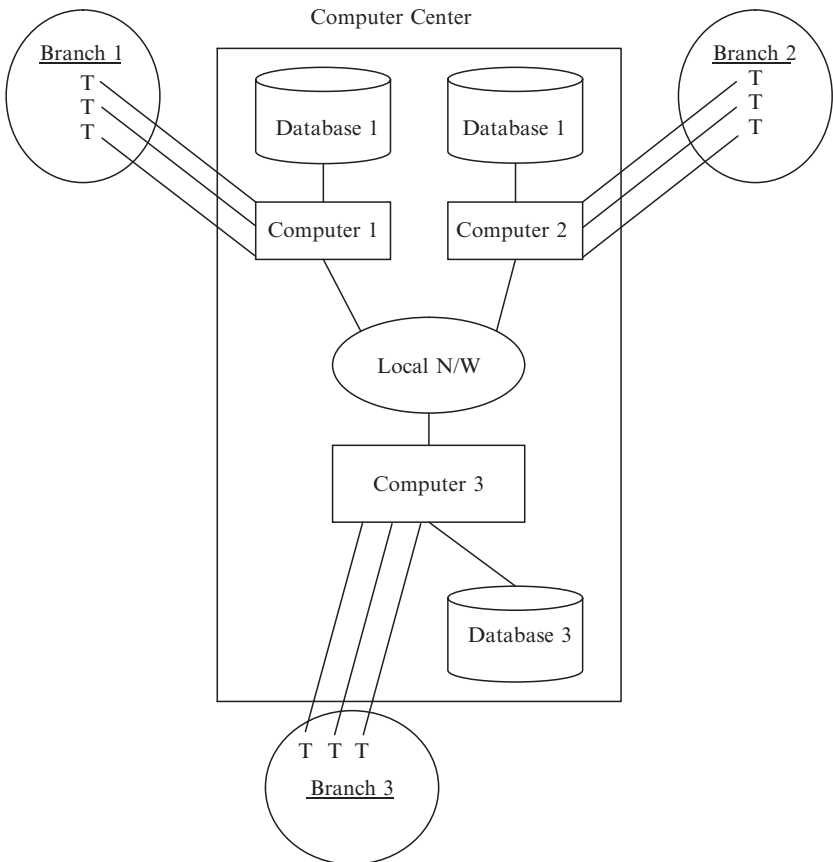 Computer Center
Branch 1
T
T
T
Branch 2
T
T
T
Database 1
Database 1
Computer 1
Computer 2
Local N/W
Computer 3
Database 3
T T T
Branch 3